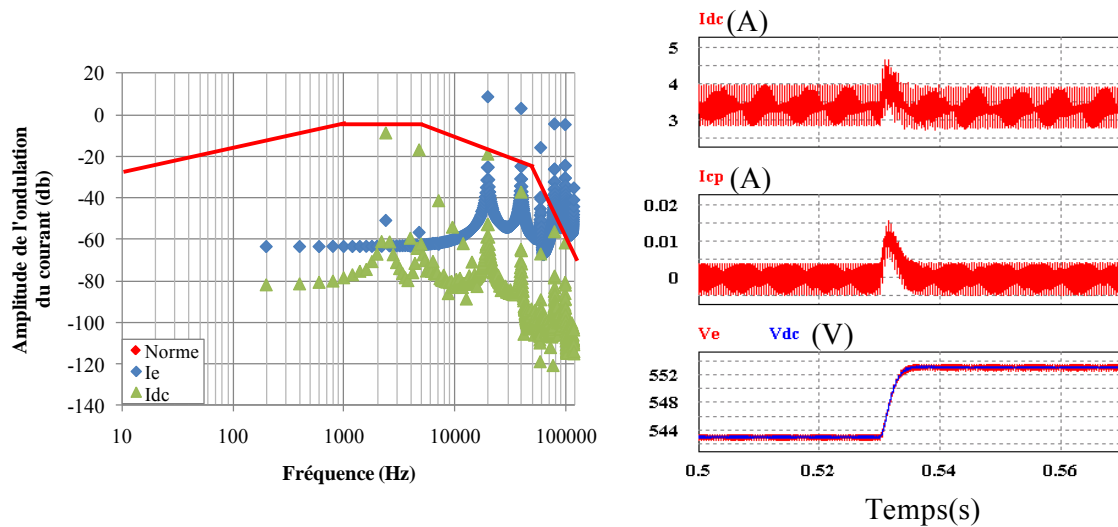 Amplitude de l'ondulation
du courant (db)
20
0
-20
-40
-60
-80
-100
-120
-140
Norme
Ie
Idc
10
100
1000
10000
100000
Fréquence (Hz)
Idc (A)
5
4
3
Icp (A)
0.02
0.01
0
Ve Vdc (V)
552
548
544
0.5
0.52
0.54
0.56
Temps(s)